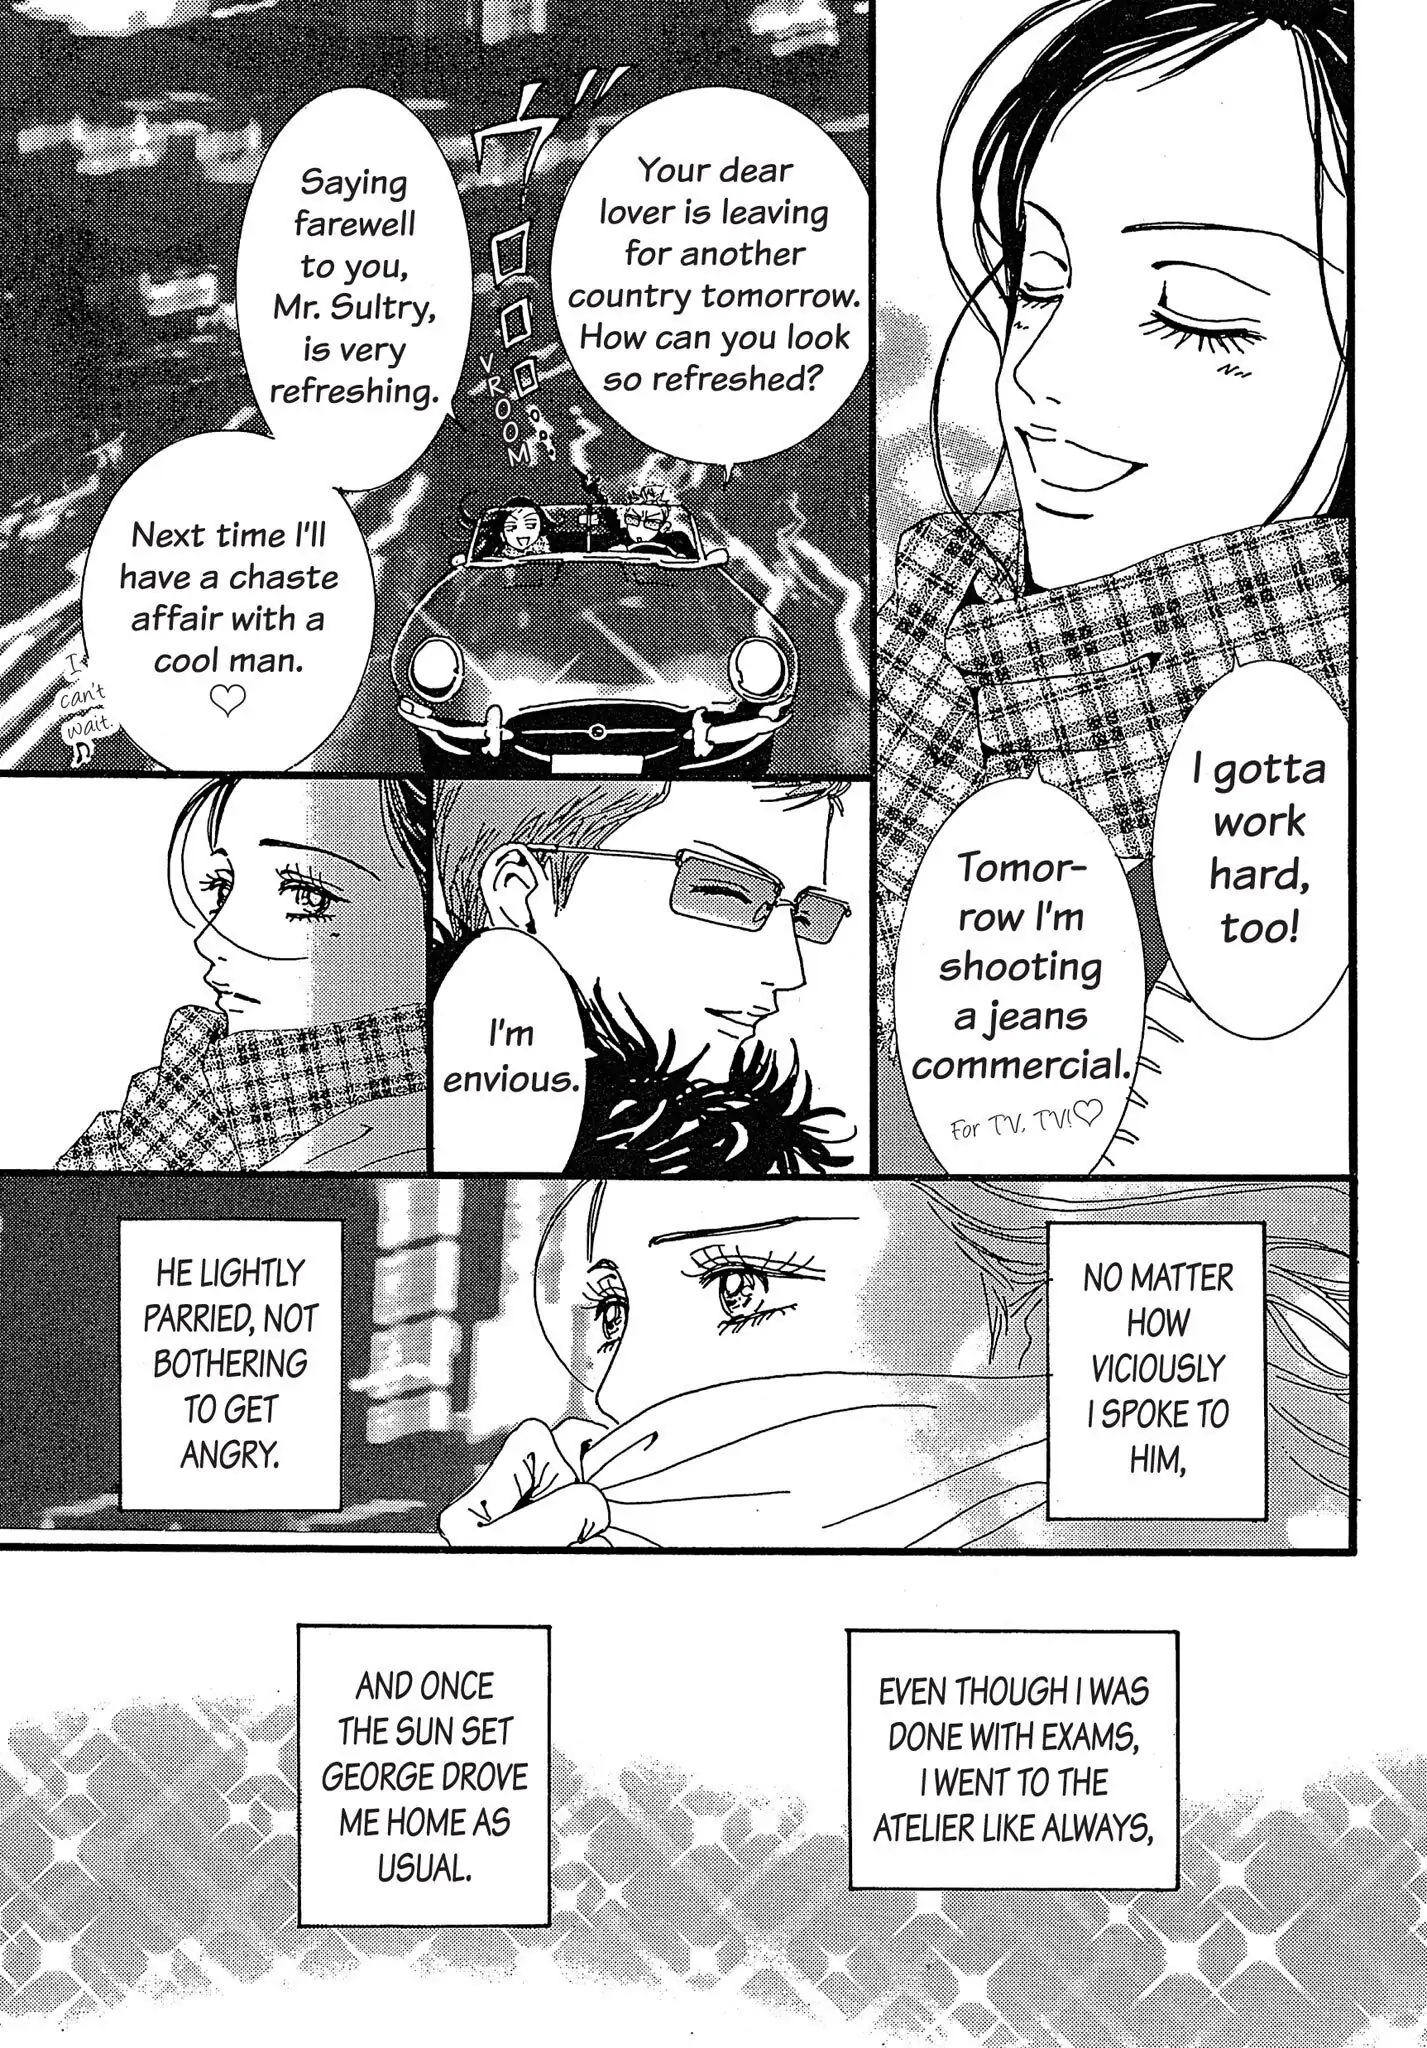 I gotta
work
hard,
too!
Tomor-
row I'm
shooting
a jeans
commercial.
For TV, TV!♡
Your dear
lover is leaving
for another
country tomorrow.
How can you look
so refreshed?
ヴロロロ
VROOM
Saying
farewell
to you,
Mr. Sultry,
is very
refreshing.
Next time I'll
have a chaste
affair with a
cool man.
♡
I
can't
wait.
♫
I'm
envious.
NO MATTER
HOW
VICIOUSLY
I SPOKE TO
HIM,
HE LIGHTLY
PARRIED, NOT
BOTHERING
TO GET
ANGRY.
EVEN THOUGH I WAS
DONE WITH EXAMS,
I WENT TO THE
ATELIER LIKE ALWAYS,
AND ONCE
THE SUN SET
GEORGE DROVE
ME HOME AS
USUAL.